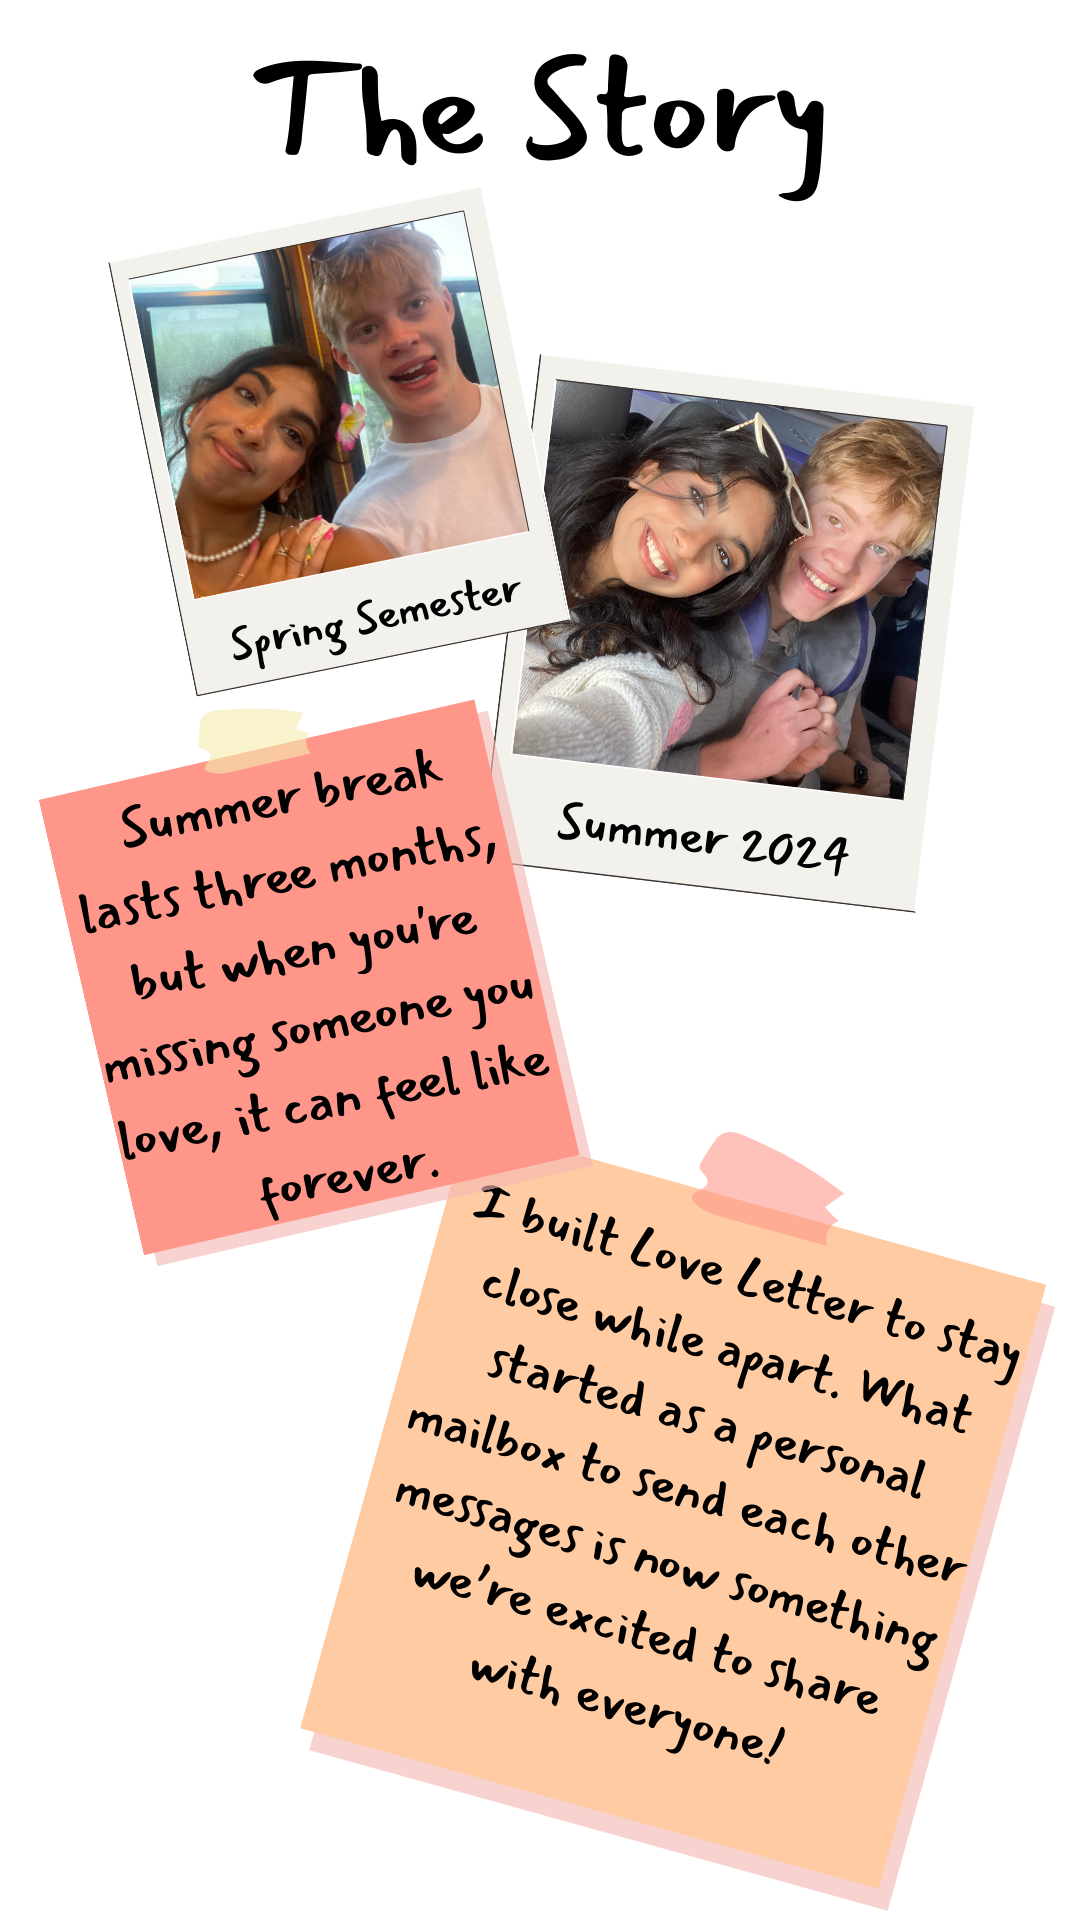 The Story
Spring Semester
Summer 2024
Summer break
lasts three months,
but when you're
missing someone you
love, it can feel like
forever.
I built Love Letter to stay
close while apart. What
started as a personal
mailbox to send each other
messages is now something
we're excited to share
with everyone!